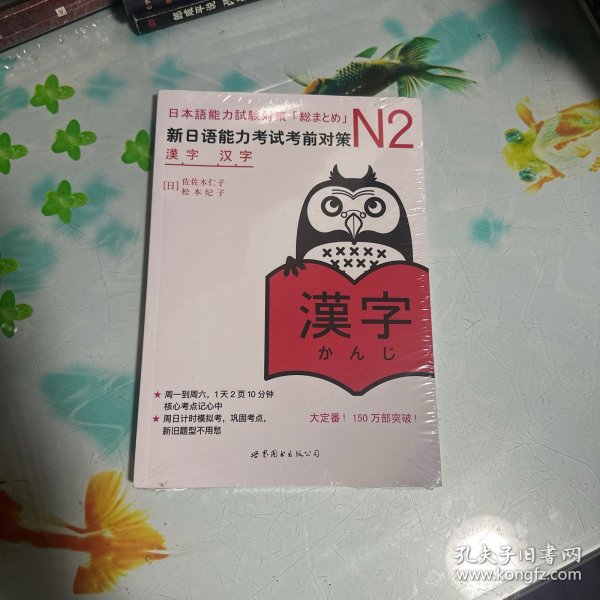 日本語能力試験対策「総まとめ」
新日语能力考试考前对策 N2
漢字 汉字
[日] 佐佐木仁子
松本纪子
漢字
かんじ
★ 周一到周六，1天2页10分钟
核心考点记心中
★ 周日计时模拟考，巩固考点，
新旧题型不用愁
大定番！150万部突破！
世界图书出版公司
孔夫子旧书网
www.kongfz.com